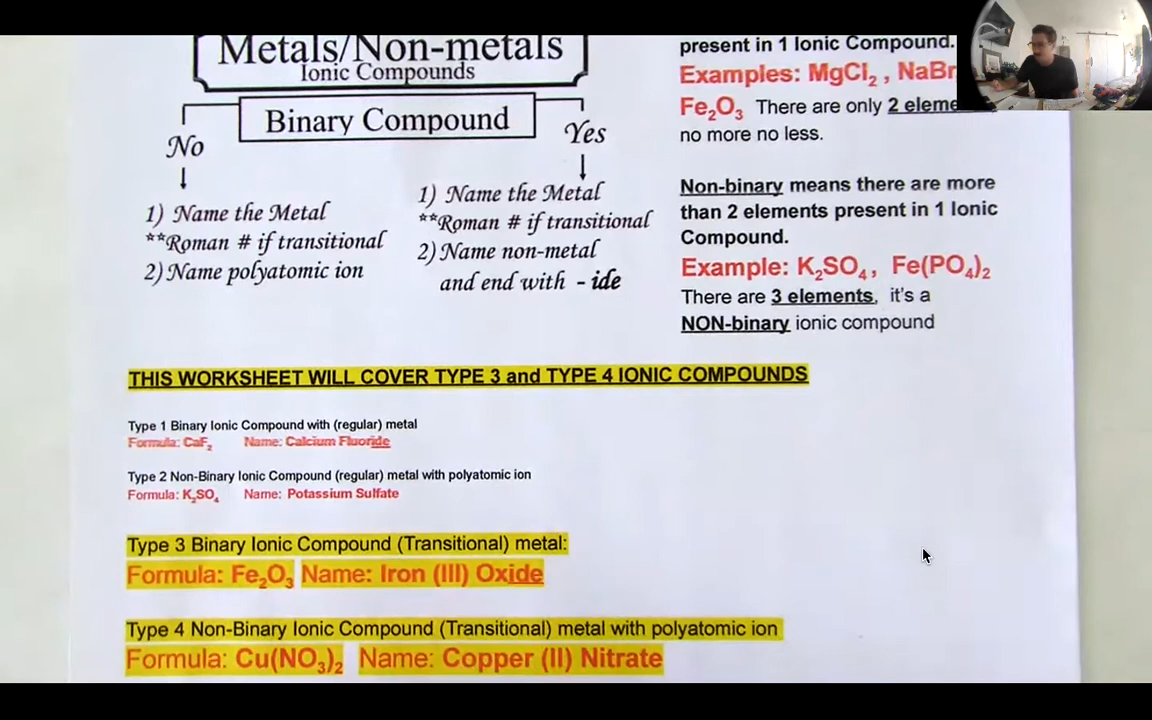 Metals/Non-metals
Ionic Compounds
Binary Compound
No
Yes
1) Name the Metal
**Roman # if transitional
2) Name polyatomic ion
1) Name the Metal
**Roman # if transitional
2) Name non-metal
and end with - ide
present in 1 Ionic Compound.
Examples: MgCl₂ , NaBr
Fe₂O₃ There are only 2 eleme
no more no less.
Non-binary means there are more
than 2 elements present in 1 Ionic
Compound.
Example: K₂SO₄ , Fe(PO₄)₂
There are 3 elements, it's a
NON-binary ionic compound
THIS WORKSHEET WILL COVER TYPE 3 and TYPE 4 IONIC COMPOUNDS
Type 1 Binary Ionic Compound with (regular) metal
Formula: CaF₂ Name: Calcium Fluoride
Type 2 Non-Binary Ionic Compound (regular) metal with polyatomic ion
Formula: K₂SO₄ Name: Potassium Sulfate
Type 3 Binary Ionic Compound (Transitional) metal:
Formula: Fe₂O₃ Name: Iron (III) Oxide
Type 4 Non-Binary Ionic Compound (Transitional) metal with polyatomic ion
Formula: Cu(NO₃)₂ Name: Copper (II) Nitrate